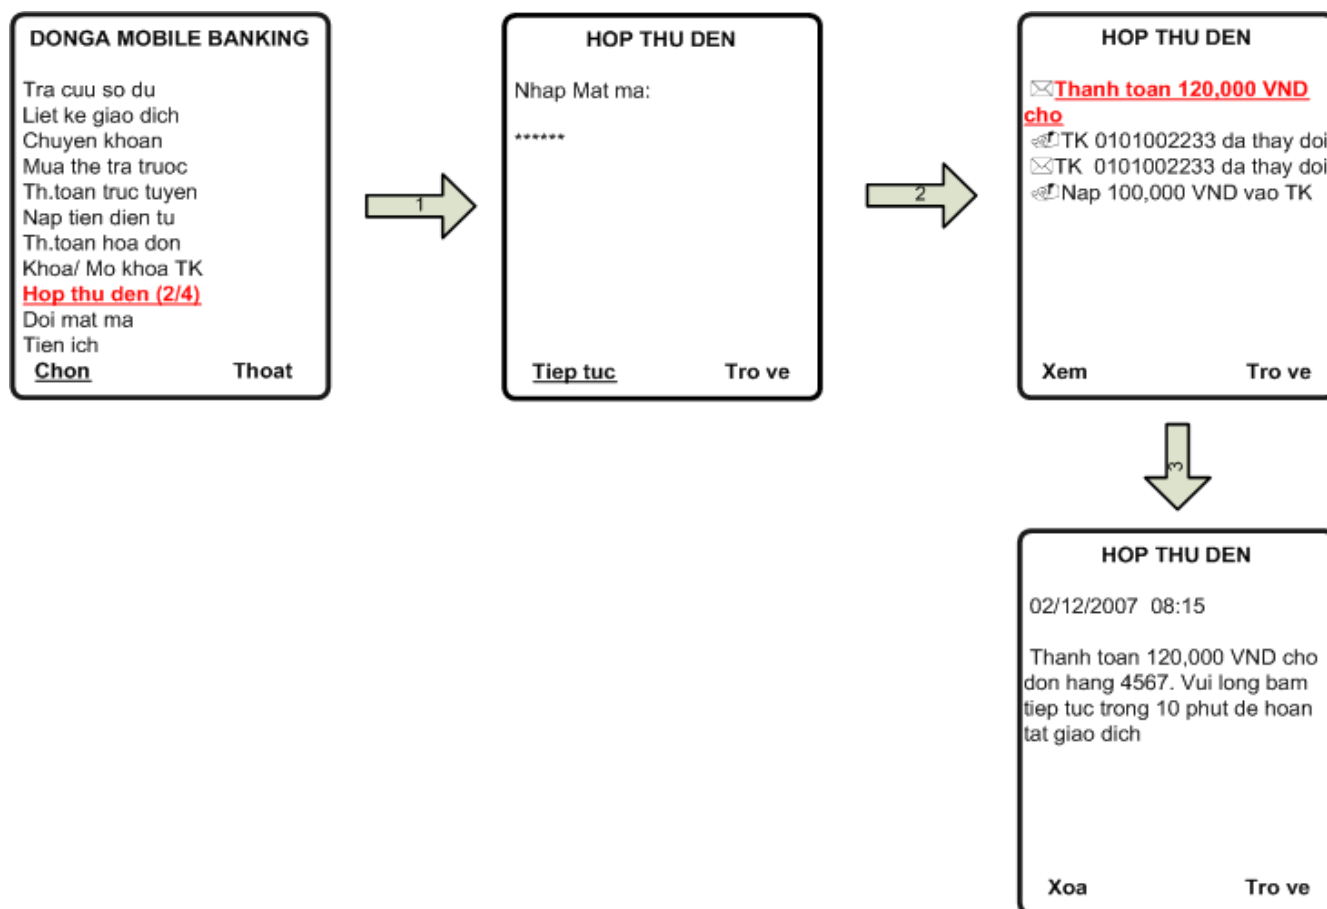 DONGA MOBILE BANKING
Tra cuu so du
Liet ke giao dich
Chuyen khoan
Mua the tra truoc
Th.toan truc tuyen
Nap tien dien tu
Th.toan hoa don
Khoa/ Mo khoa TK
Hop thu den (2/4)
Doi mat ma
Tien ich
Chon Thoat
1
HOP THU DEN
Nhap Mat ma:
******
Tiep tuc Tro ve
2
HOP THU DEN
Thanh toan 120,000 VND
cho
TK 0101002233 da thay doi
TK 0101002233 da thay doi
Nap 100,000 VND vao TK
Xem Tro ve
3
HOP THU DEN
02/12/2007 08:15
Thanh toan 120,000 VND cho
don hang 4567. Vui long bam
tiep tuc trong 10 phut de hoan
tat giao dich
Xoa Tro ve